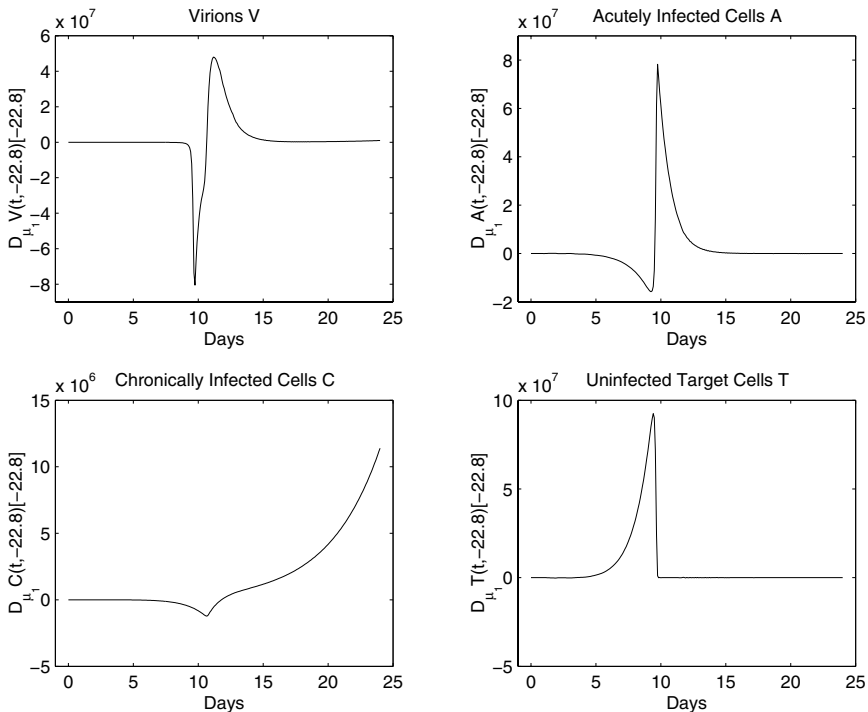 Virions V
x 10^7
6
4
2
0
−2
−4
−6
−8
0 5 10 15 20 25
Days
D_μ1 V(t,−22.8)[−22.8]
Acutely Infected Cells A
x 10^7
8
6
4
2
0
−2
0 5 10 15 20 25
Days
D_μ1 A(t,−22.8)[−22.8]
Chronically Infected Cells C
x 10^6
15
10
5
0
−5
0 5 10 15 20 25
Days
D_μ1 C(t,−22.8)[−22.8]
Uninfected Target Cells T
x 10^7
10
5
0
−5
0 5 10 15 20 25
Days
D_μ1 T(t,−22.8)[−22.8]